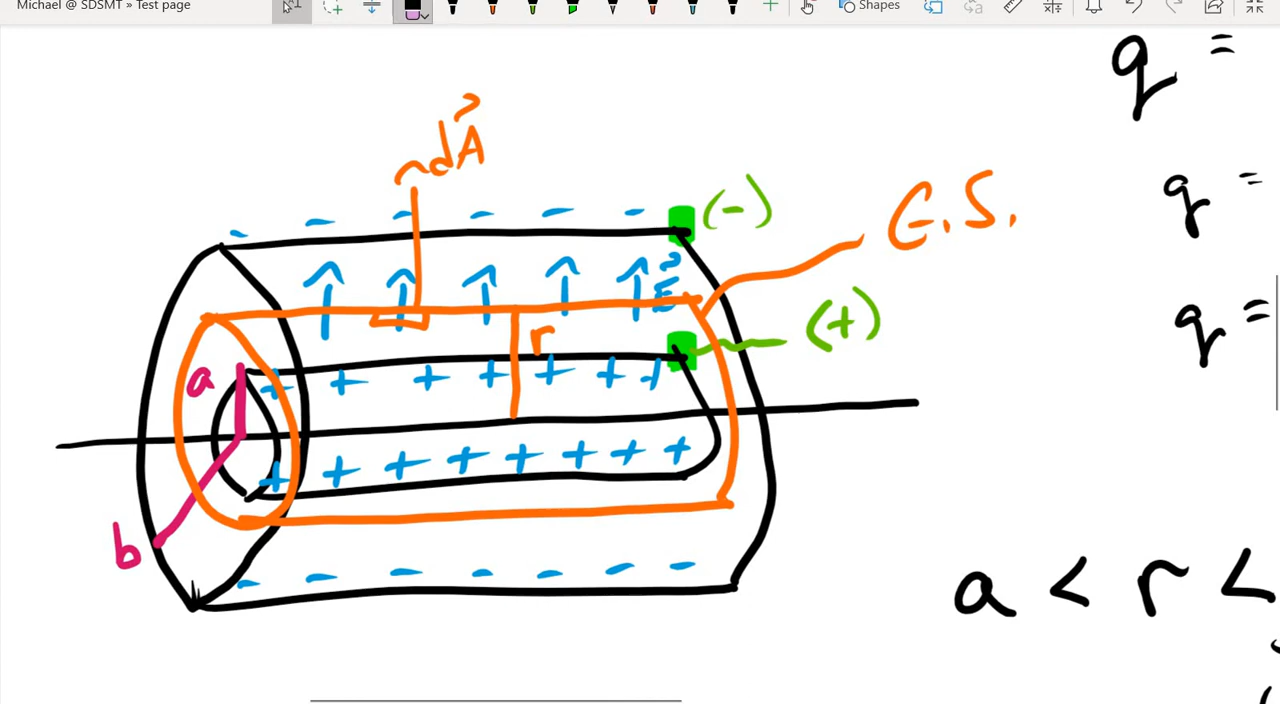 Michael @ SDSMT » Test page
Shapes
q =
dA
(-)
G.S.
q =
E
(+)
r
q =
a
+ + + + + + +
+ + + + + + + +
b
a < r <